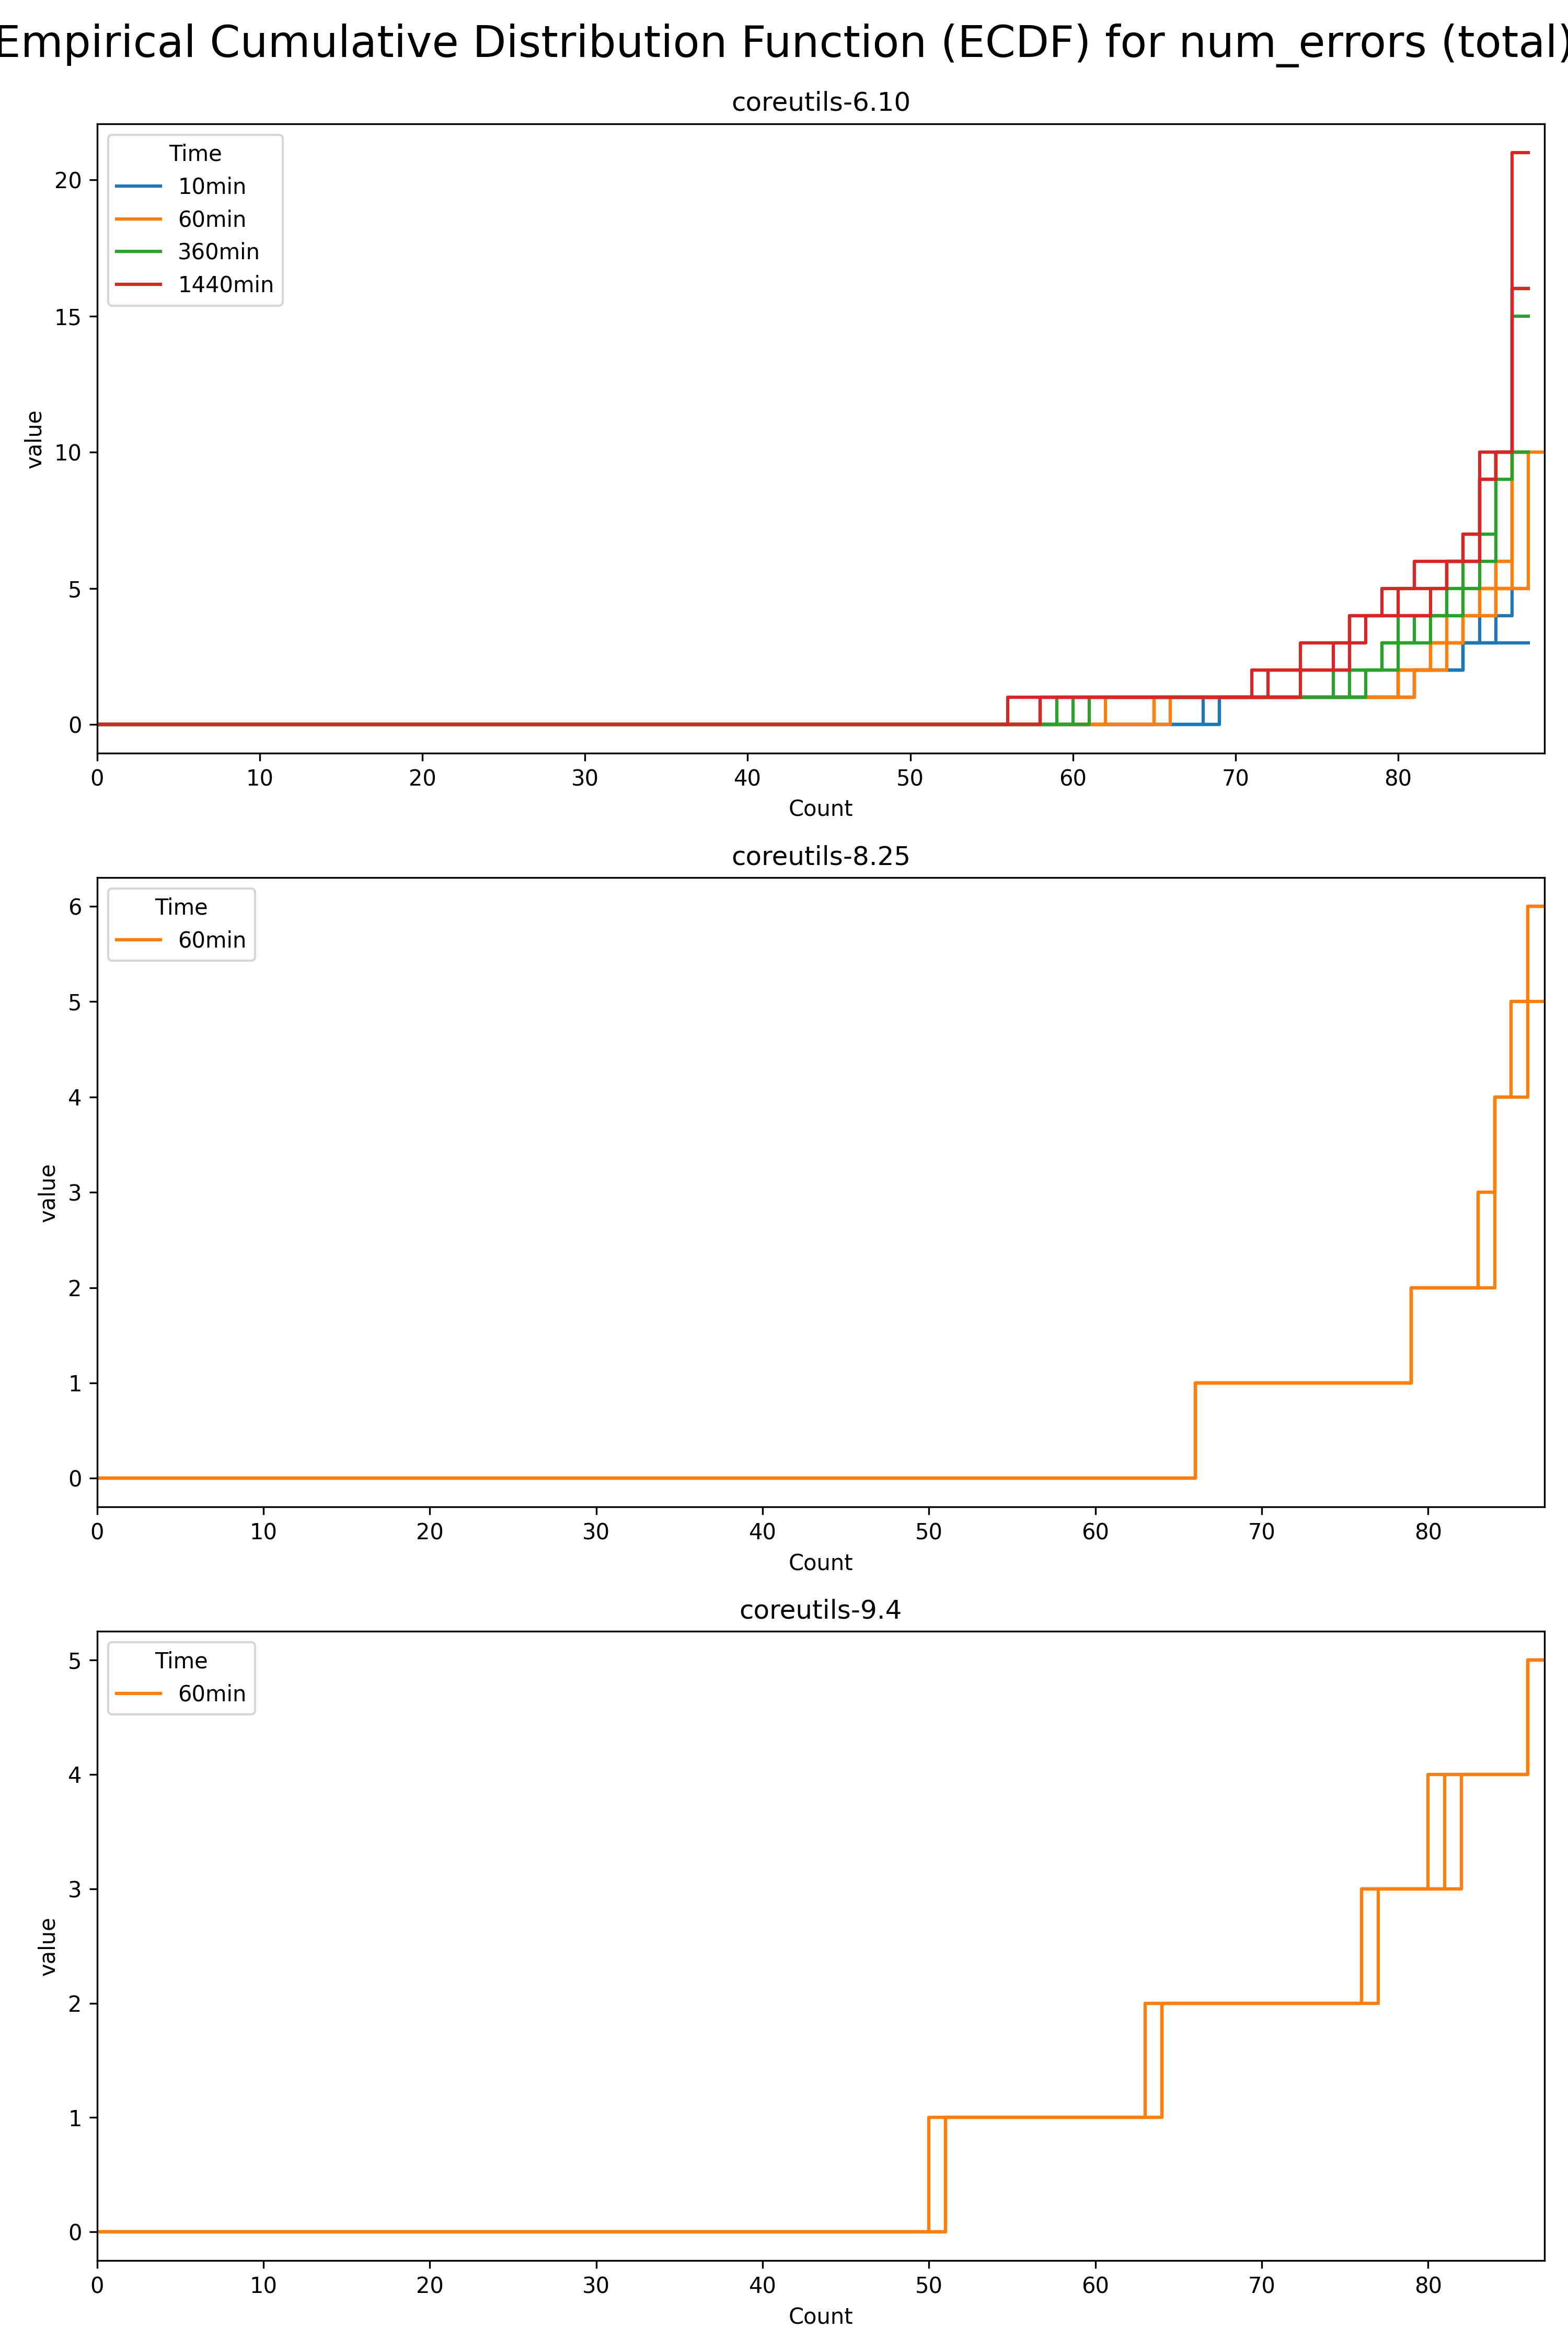 Empirical Cumulative Distribution Function (ECDF) for num_errors (total)
coreutils-6.10
Time
10min
60min
360min
1440min
20
15
10
5
0
value
0 10 20 30 40 50 60 70 80
Count
coreutils-8.25
Time
60min
6
5
4
3
2
1
0
value
0 10 20 30 40 50 60 70 80
Count
coreutils-9.4
Time
60min
5
4
3
2
1
0
value
0 10 20 30 40 50 60 70 80
Count